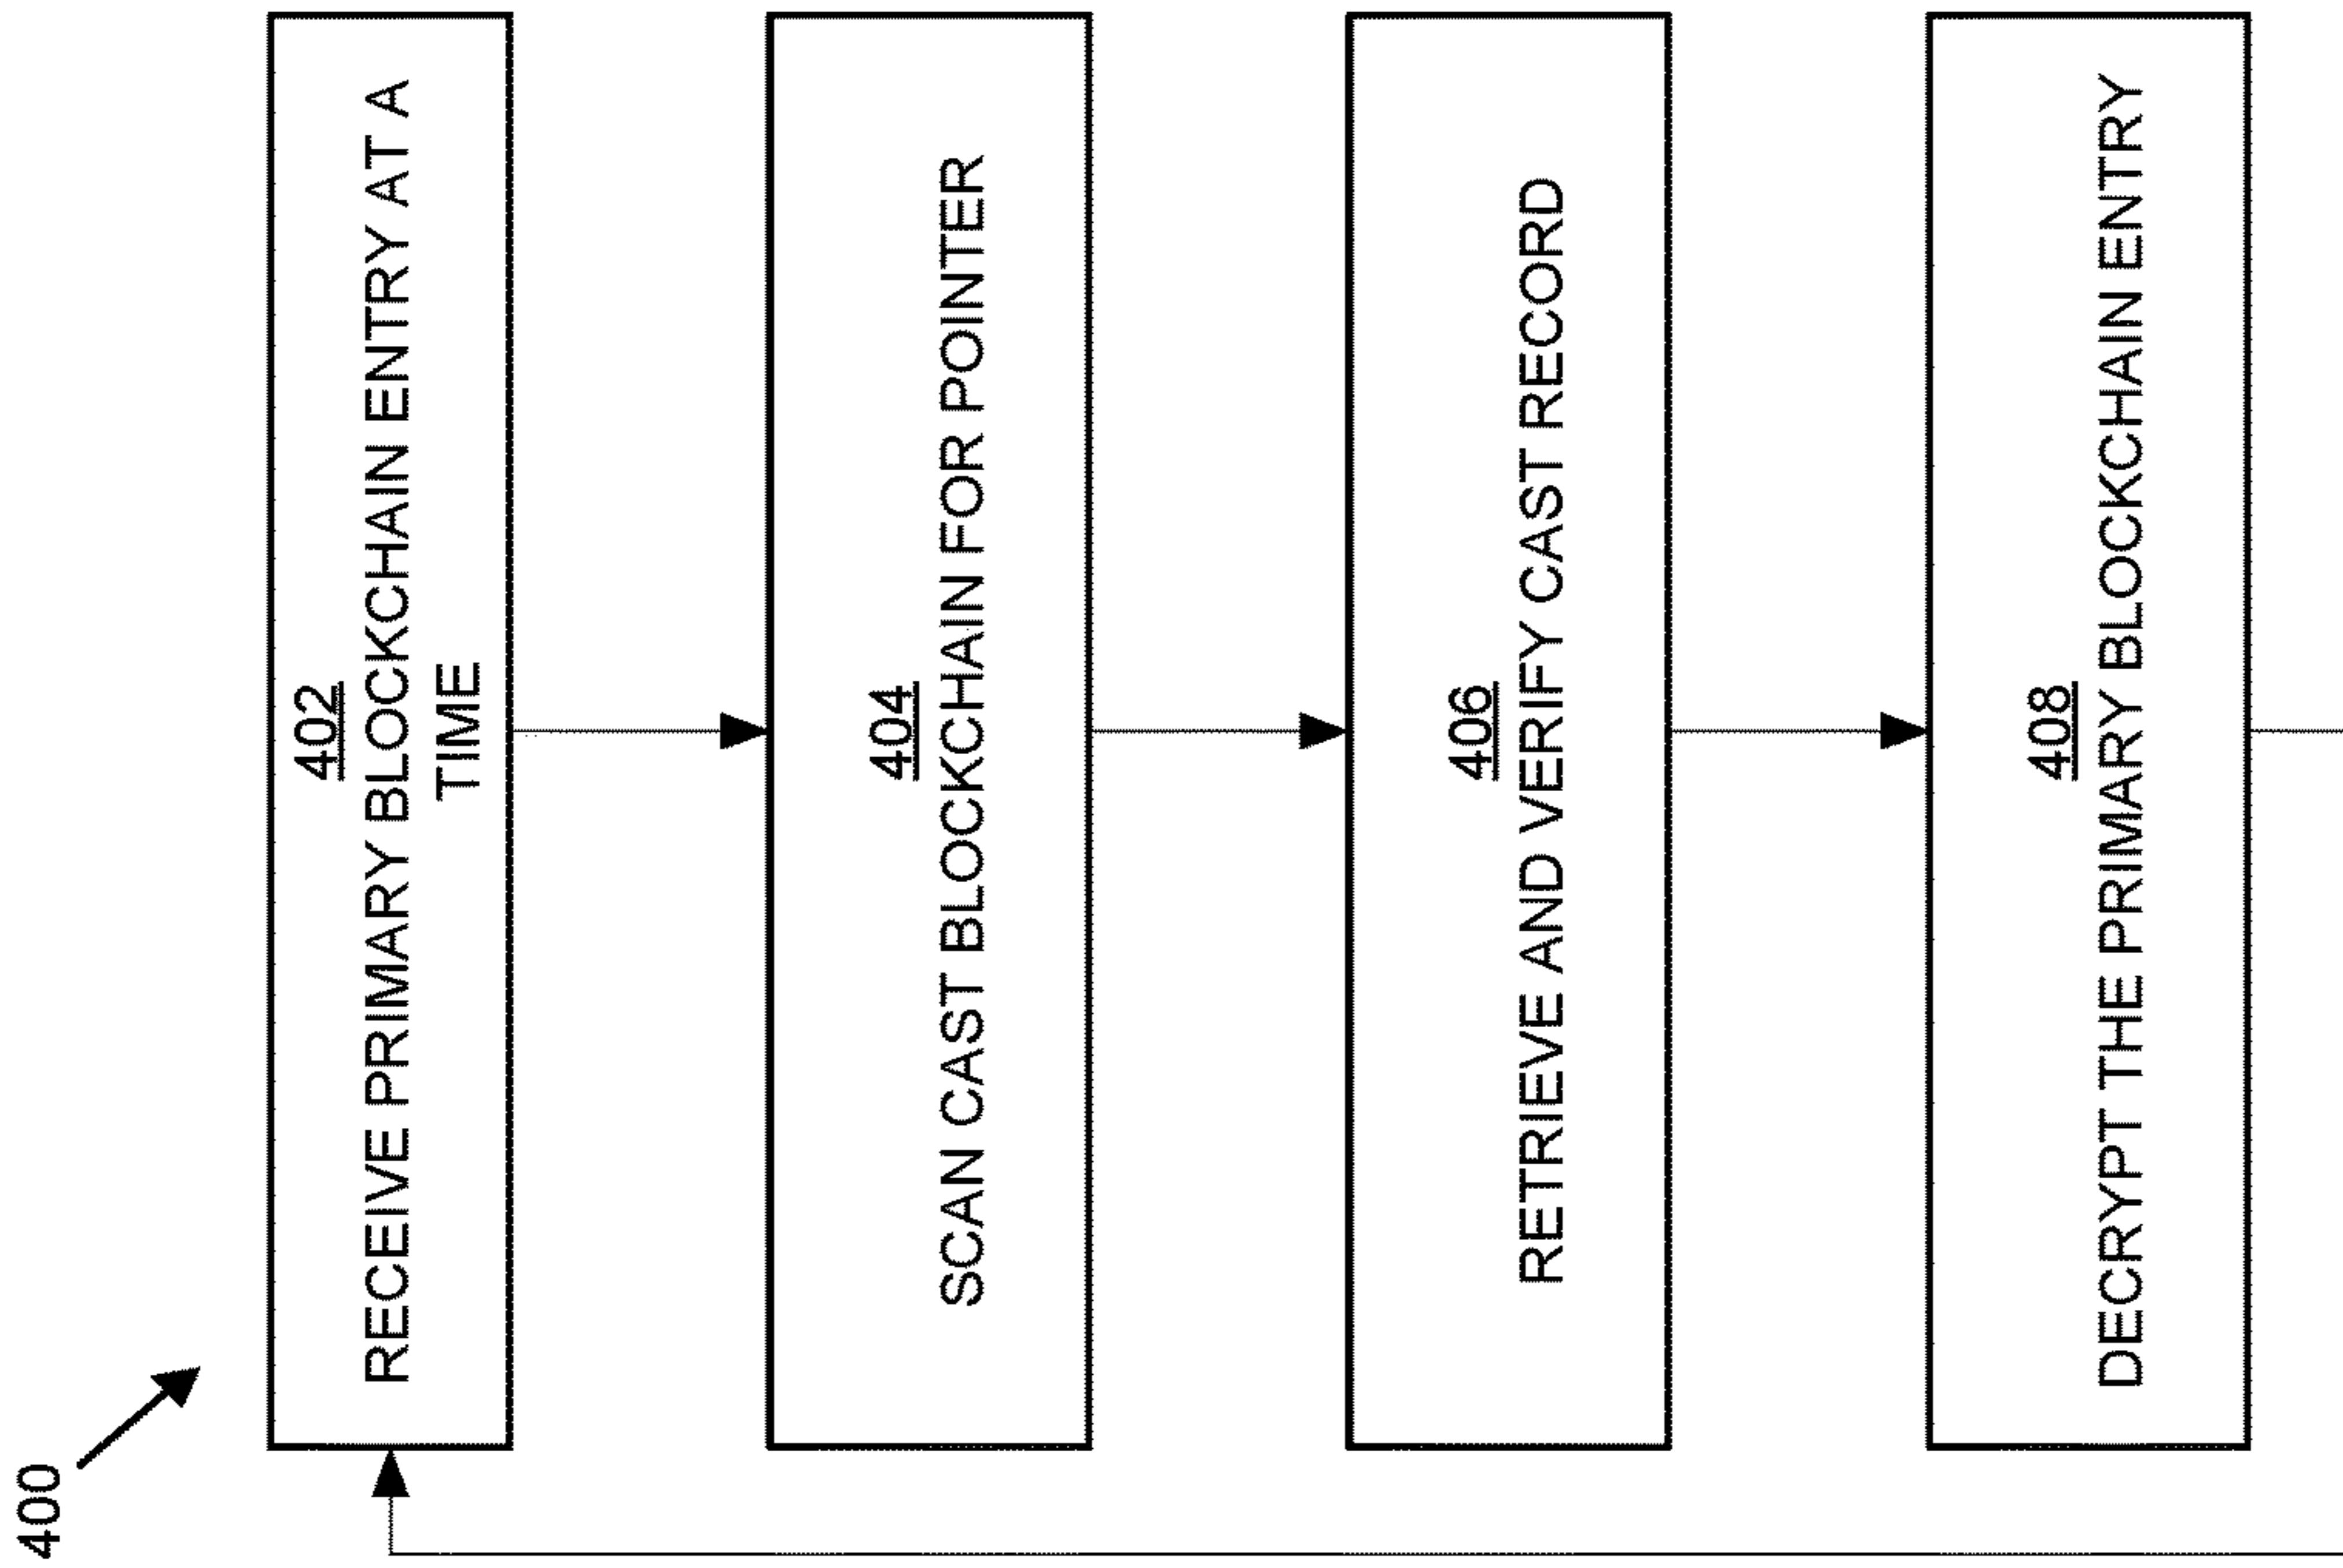 400
402
RECEIVE PRIMARY BLOCKCHAIN ENTRY AT A
TIME
404
SCAN CAST BLOCKCHAIN FOR POINTER
406
RETRIEVE AND VERIFY CAST RECORD
408
DECRYPT THE PRIMARY BLOCKCHAIN ENTRY